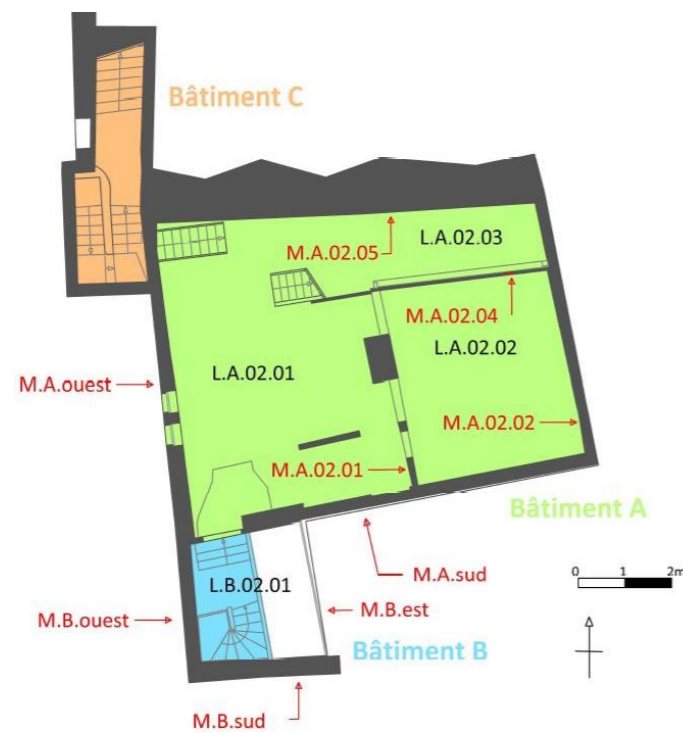 Bâtiment C
L.A.02.03
M.A.02.05
M.A.02.04
L.A.02.02
L.A.02.01
M.A.ouest
M.A.02.02
M.A.02.01
Bâtiment A
M.A.sud
0 1 2m
L.B.02.01
M.B.est
M.B.ouest
Bâtiment B
M.B.sud